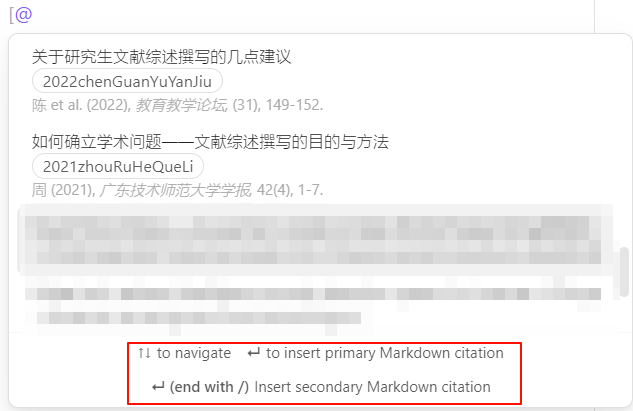 [@
关于研究生文献综述撰写的几点建议
2022chenGuanYuYanJiu
陈 et al. (2022), 教育教学论坛, (31), 149-152.
如何确立学术问题——文献综述撰写的目的与方法
2021zhouRuHeQueLi
周 (2021), 广东技术师范大学学报, 42(4), 1-7.
↑↓ to navigate ↵ to insert primary Markdown citation
↵ (end with /) Insert secondary Markdown citation